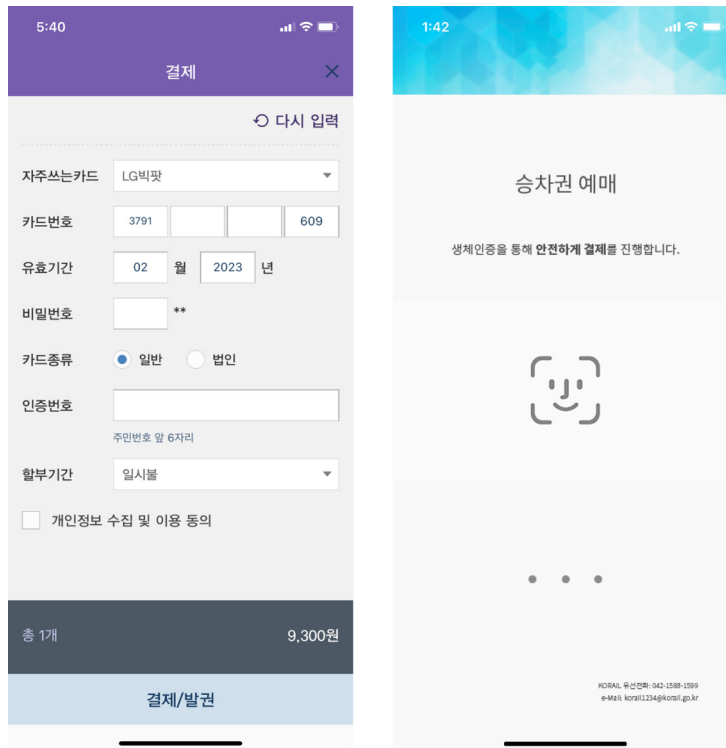 5:40
결제
다시 입력
자주쓰는카드 LG빅팟
카드번호 3791 609
유효기간 02 월 2023 년
비밀번호 **
카드종류 일반 법인
인증번호
주민번호 앞 6자리
할부기간 일시불
개인정보 수집 및 이용 동의
총 1개 9,300원
결제/발권
1:42
승차권 예매
생체인증을 통해 안전하게 결제를 진행합니다.
KORAIL 유선전화: 042-1588-1599
e-Mail: korail1234@korail.go.kr